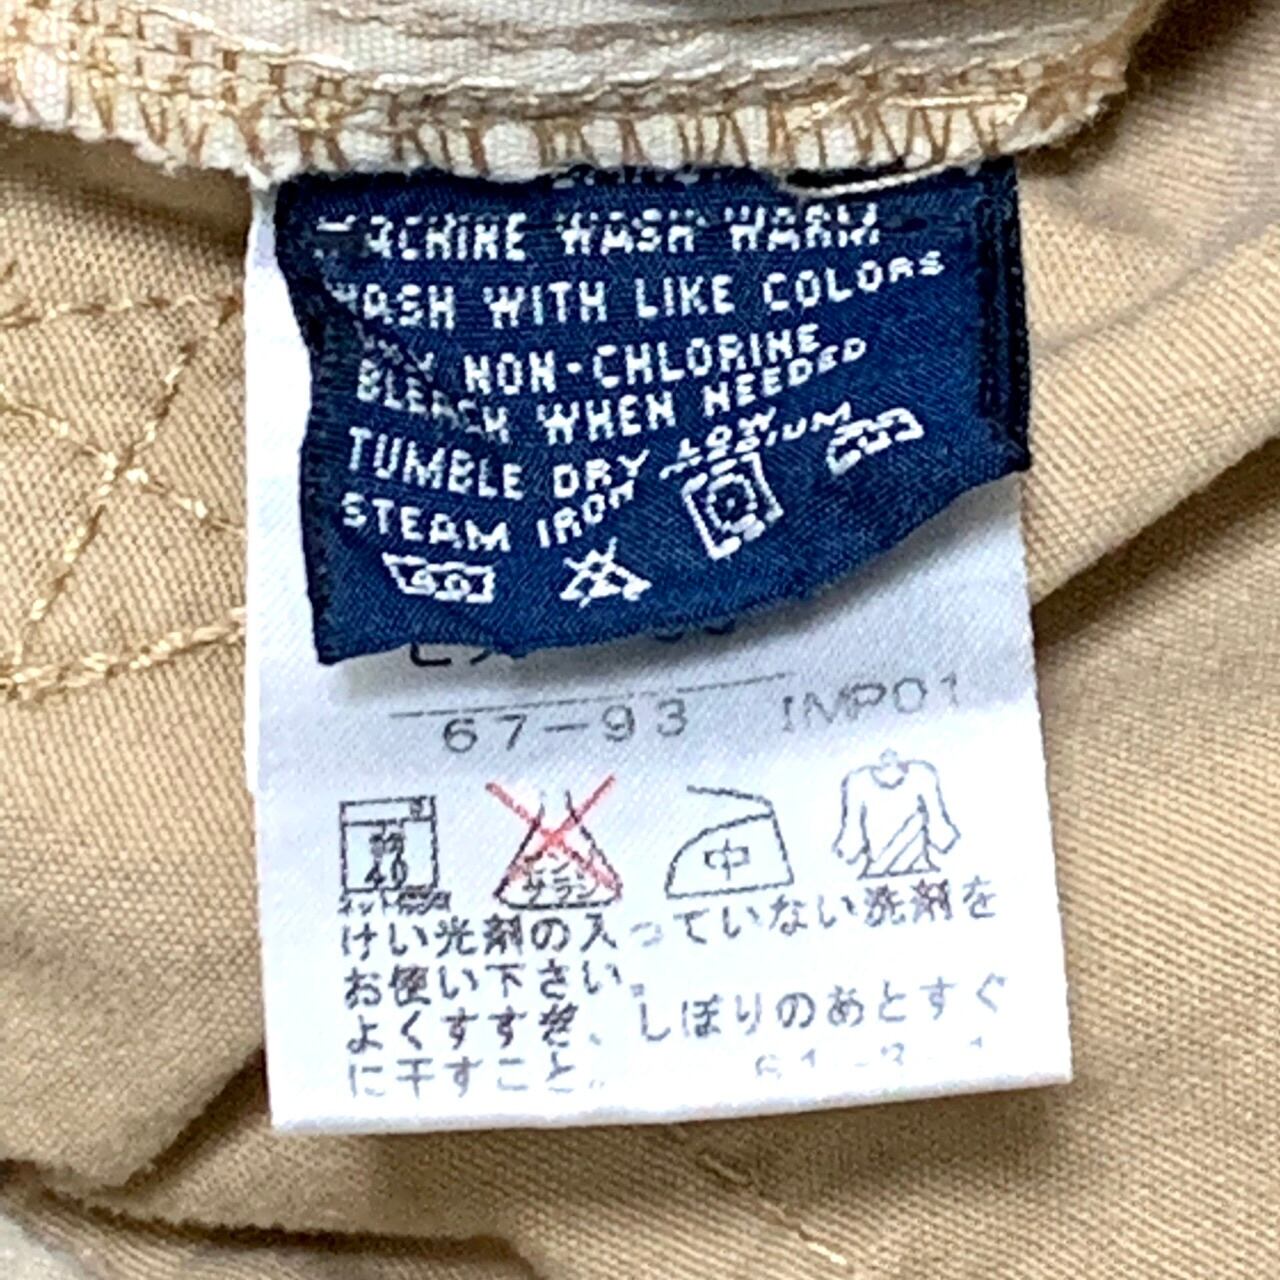 MACHINE WASH WARM
WASH WITH LIKE COLORS
ONLY NON-CHLORINE
BLEACH WHEN NEEDED
TUMBLE DRY LOW
STEAM IRON MEDIUM
40
67-93 IMP01
40
中
けい光剤の入っていない洗剤を
お使い下さい。
よくすすぎ、しぼりのあとすぐ
に干すこと。